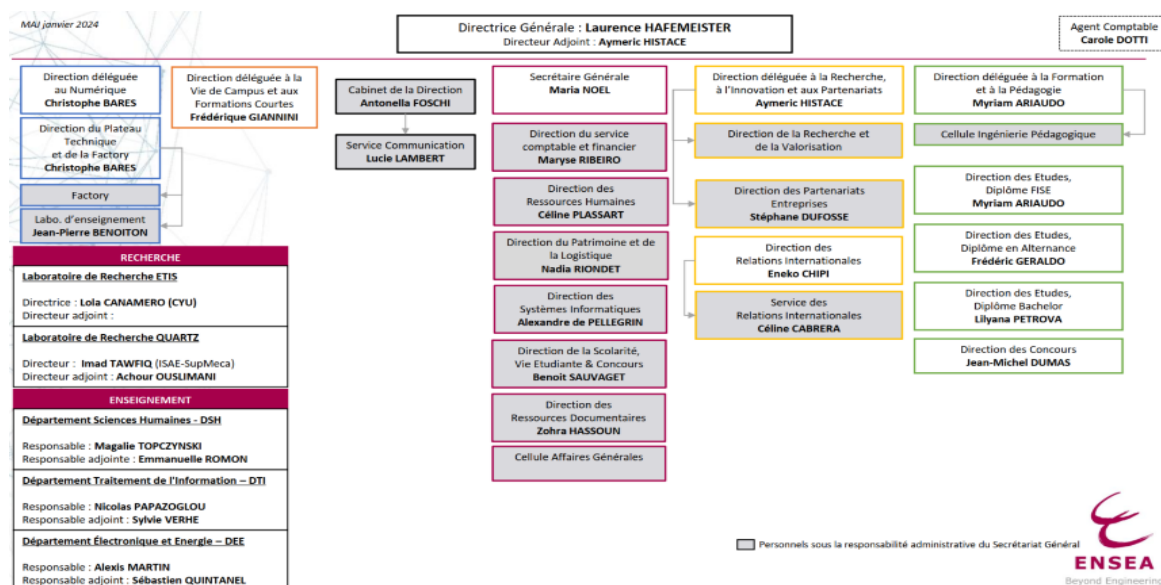 MAJ janvier 2024
Directrice Générale : Laurence HAFEMEISTER
Directeur Adjoint : Aymeric HISTACE
Agent Comptable
Carole DOTTI
Direction déléguée
au Numérique
Christophe BARES
Direction du Plateau
Technique
et de la Factory
Christophe BARES
Factory
Labo. d'enseignement
Jean-Pierre BENOITON
Direction déléguée à la
Vie de Campus et aux
Formations Courtes
Frédérique GIANNINI
Cabinet de la Direction
Antonella FOSCHI
Service Communication
Lucie LAMBERT
Secrétaire Générale
Maria NOEL
Direction du service
comptable et financier
Maryse RIBEIRO
Direction des
Ressources Humaines
Céline PLASSART
Direction du Patrimoine et de
la Logistique
Nadia RIONDET
Direction des
Systèmes Informatiques
Alexandre de PELLEGRIN
Direction de la Scolarité,
Vie Etudiante & Concours
Benoit SAUVAGET
Direction des
Ressources Documentaires
Zohra HASSOUN
Cellule Affaires Générales
Direction déléguée à la Recherche,
à l'Innovation et aux Partenariats
Aymeric HISTACE
Direction de la Recherche et
de la Valorisation
Direction des Partenariats
Entreprises
Stéphane DUFOSSE
Direction des
Relations Internationales
Eneko CHIPI
Service des
Relations Internationales
Céline CABRERA
Direction déléguée à la Formation
et à la Pédagogie
Myriam ARIAUDO
Cellule Ingénierie Pédagogique
Direction des Etudes,
Diplôme FISE
Myriam ARIAUDO
Direction des Etudes,
Diplôme en Alternance
Frédéric GERALDO
Direction des Etudes,
Diplôme Bachelor
Lilyana PETROVA
Direction des Concours
Jean-Michel DUMAS
RECHERCHE
Laboratoire de Recherche ETIS
Directrice : Lola CANAMERO (CYU)
Directeur adjoint :
Laboratoire de Recherche QUARTZ
Directeur : Imad TAWFIQ (ISAE-SupMeca)
Directeur adjoint : Achour OUSLIMANI
ENSEIGNEMENT
Département Sciences Humaines - DSH
Responsable : Magalie TOPCZYNSKI
Responsable adjointe : Emmanuelle ROMON
Département Traitement de l'Information – DTI
Responsable : Nicolas PAPAZOGLOU
Responsable adjoint : Sylvie VERHE
Département Électronique et Energie – DEE
Responsable : Alexis MARTIN
Responsable adjoint : Sébastien QUINTANEL
Personnels sous la responsabilité administrative du Secrétariat Général
ENSEA
Beyond Engineering